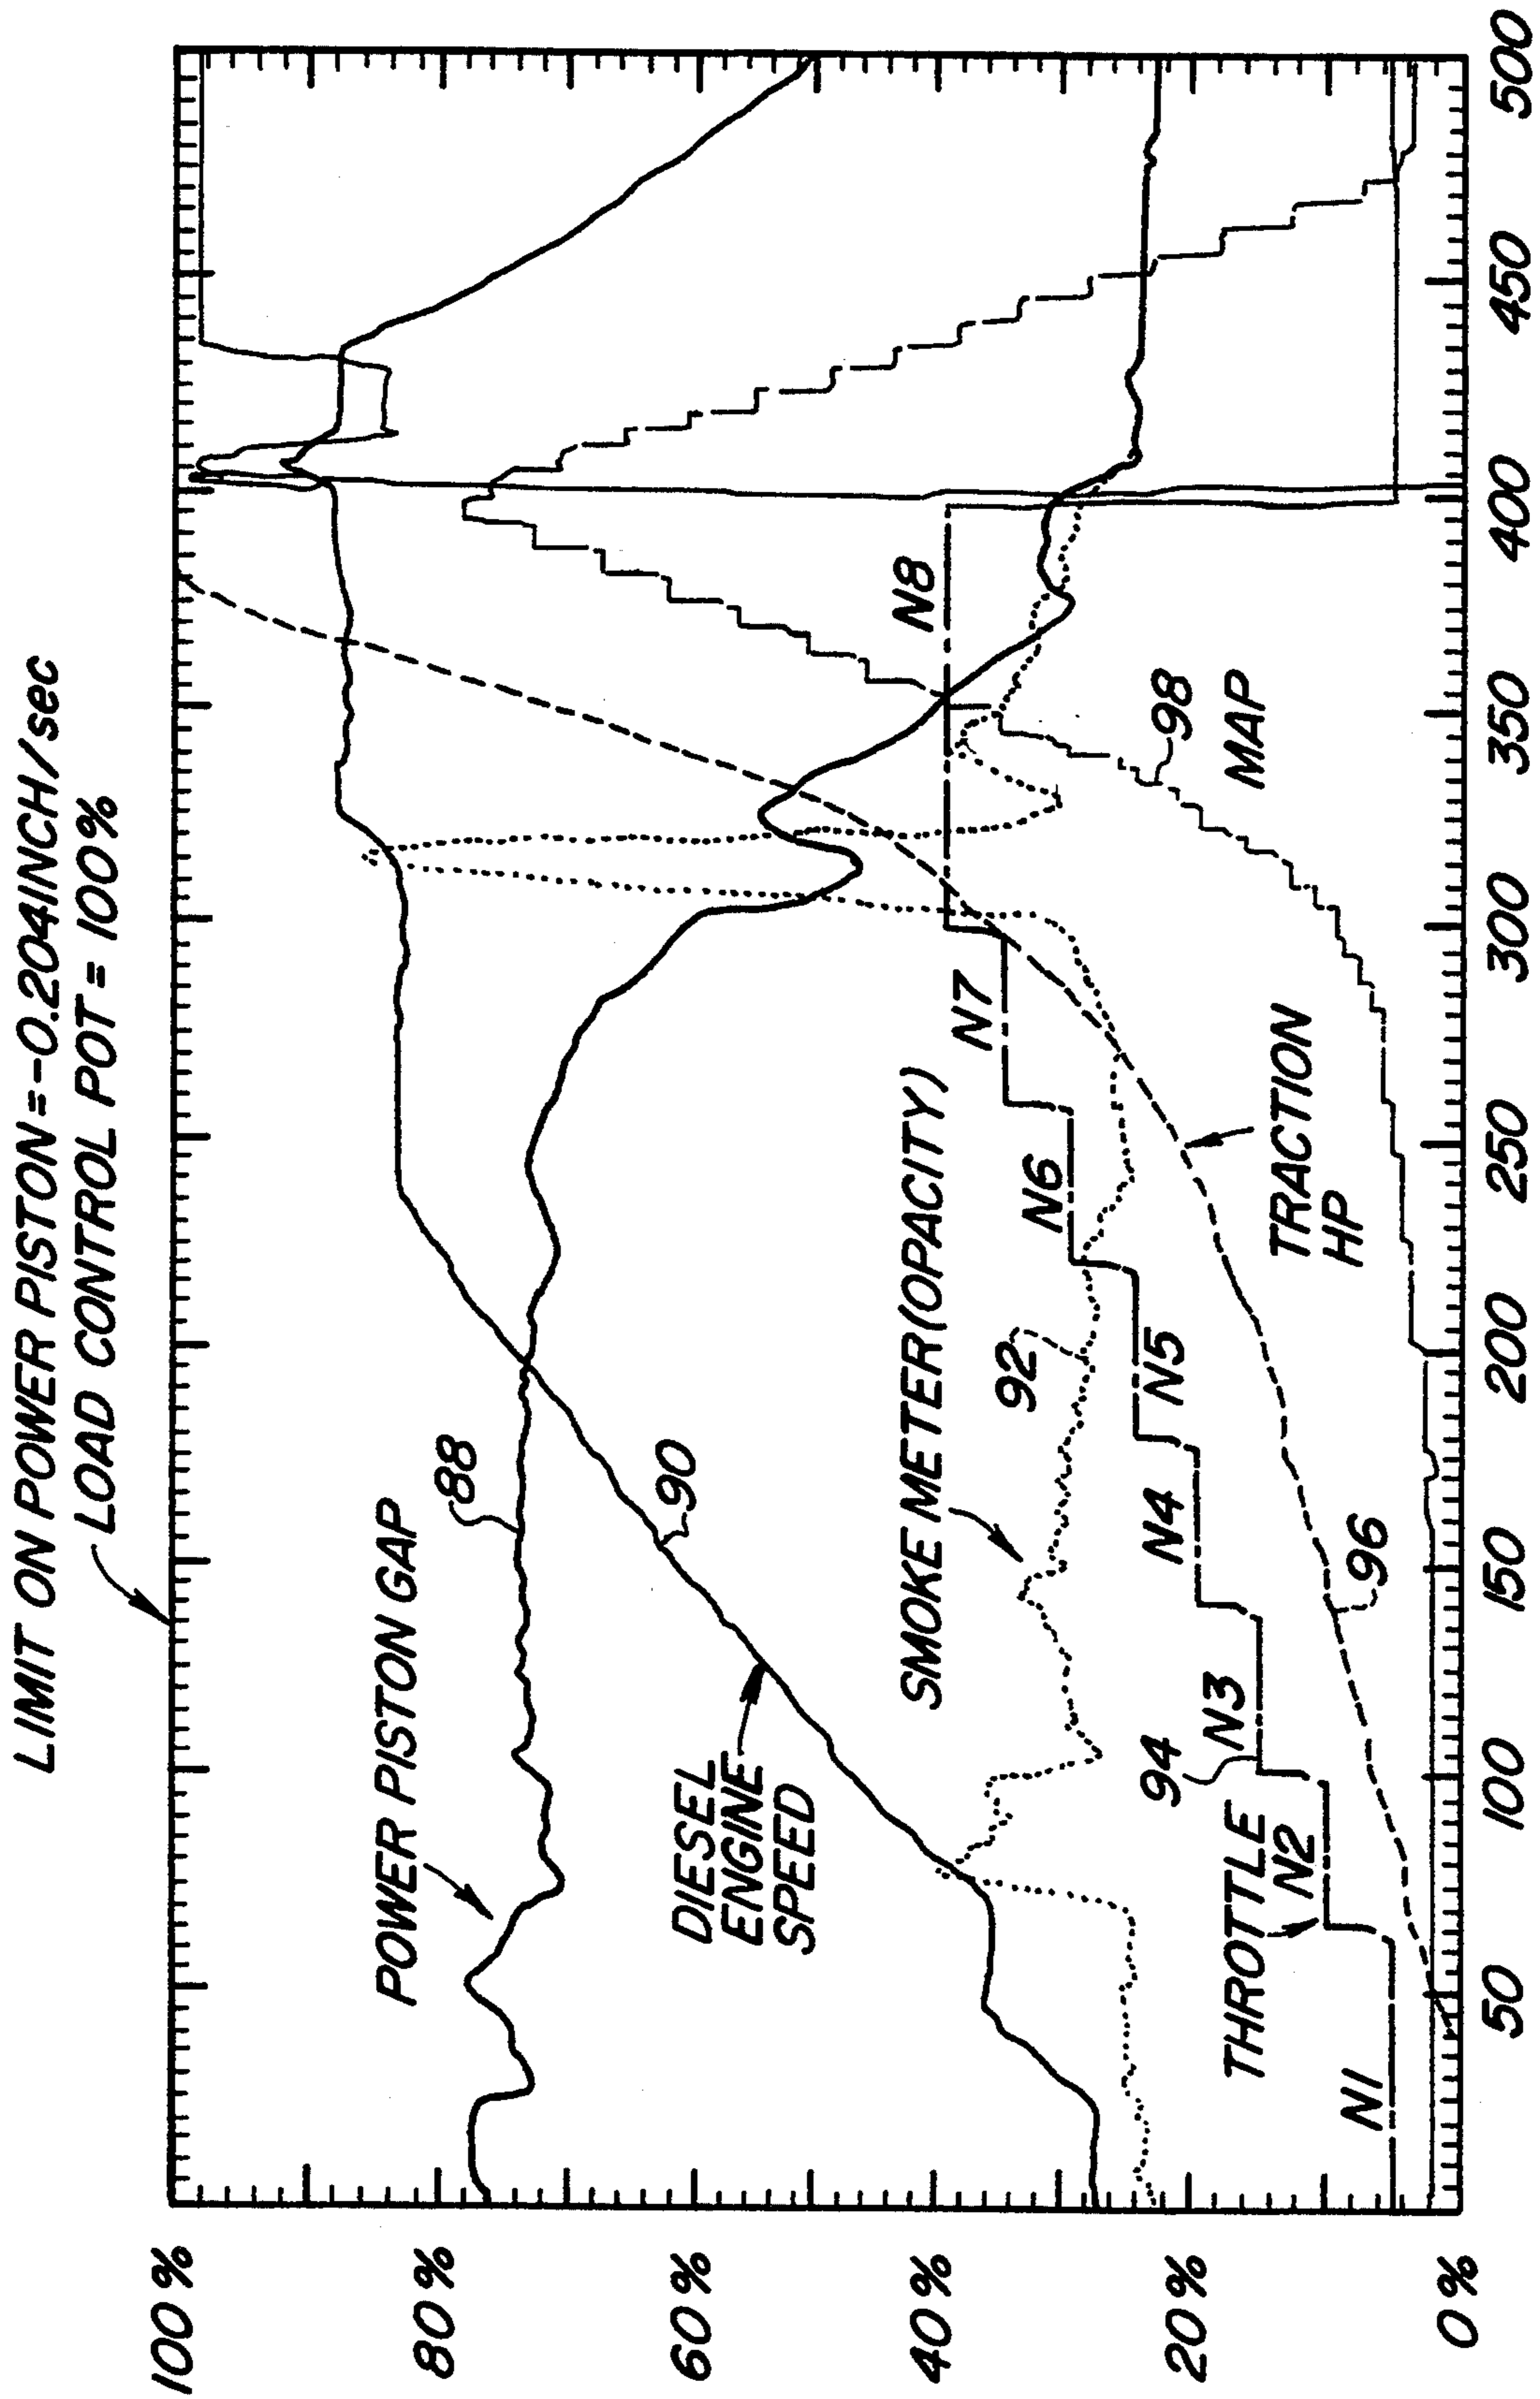 LIMIT ON POWER PISTON=-0.204INCH/sec
LOAD CONTROL POT= 100%
100%
80%
60%
40%
20%
0%
POWER PISTON GAP
88
90
DIESEL
ENGINE
SPEED
SMOKE METER(OPACITY)
92
94
THROTTLE
N1
N2
N3
N4
N5
N6
N7
N8
96
TRACTION
HP
98
MAP
50
100
150
200
250
300
350
400
450
500